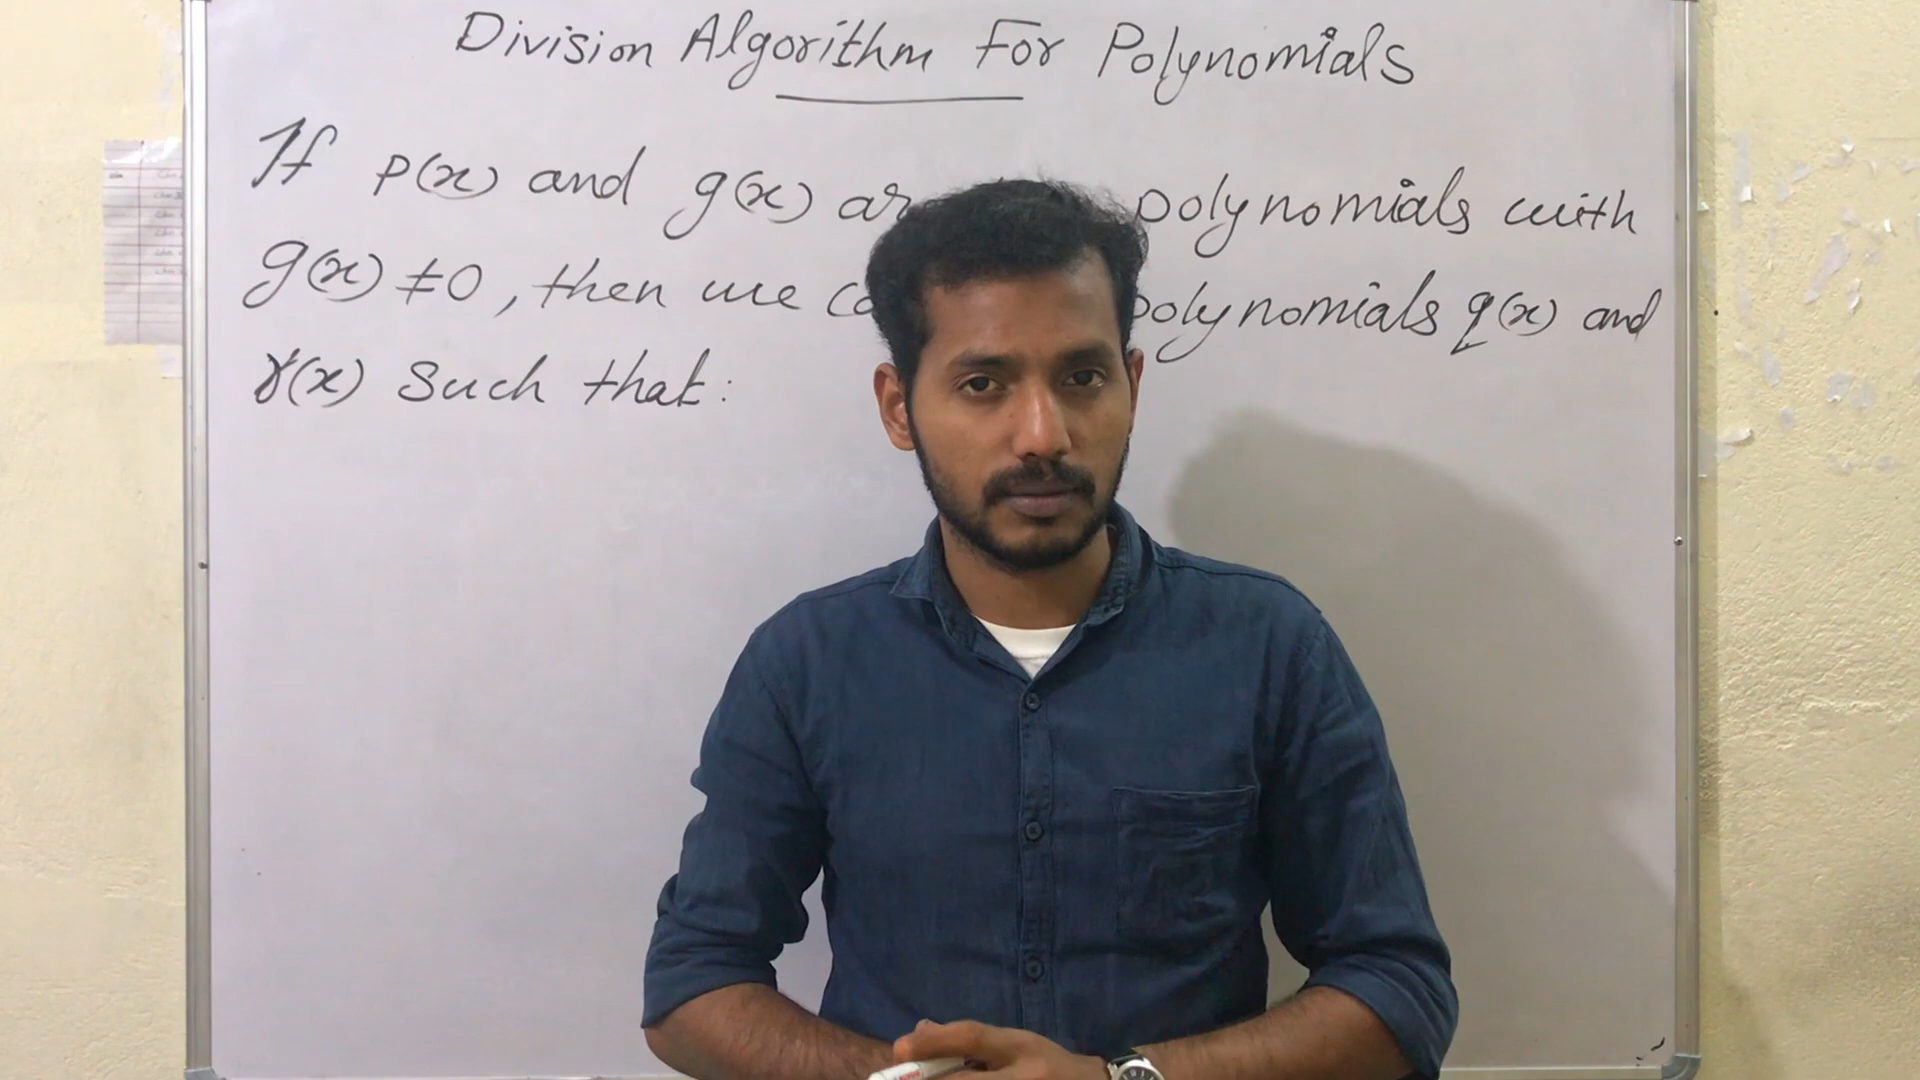 Division Algorithm For Polynomials
If p(x) and g(x) are polynomials with
g(x) ≠ 0, then we polynomials q(x) and
r(x) Such that: